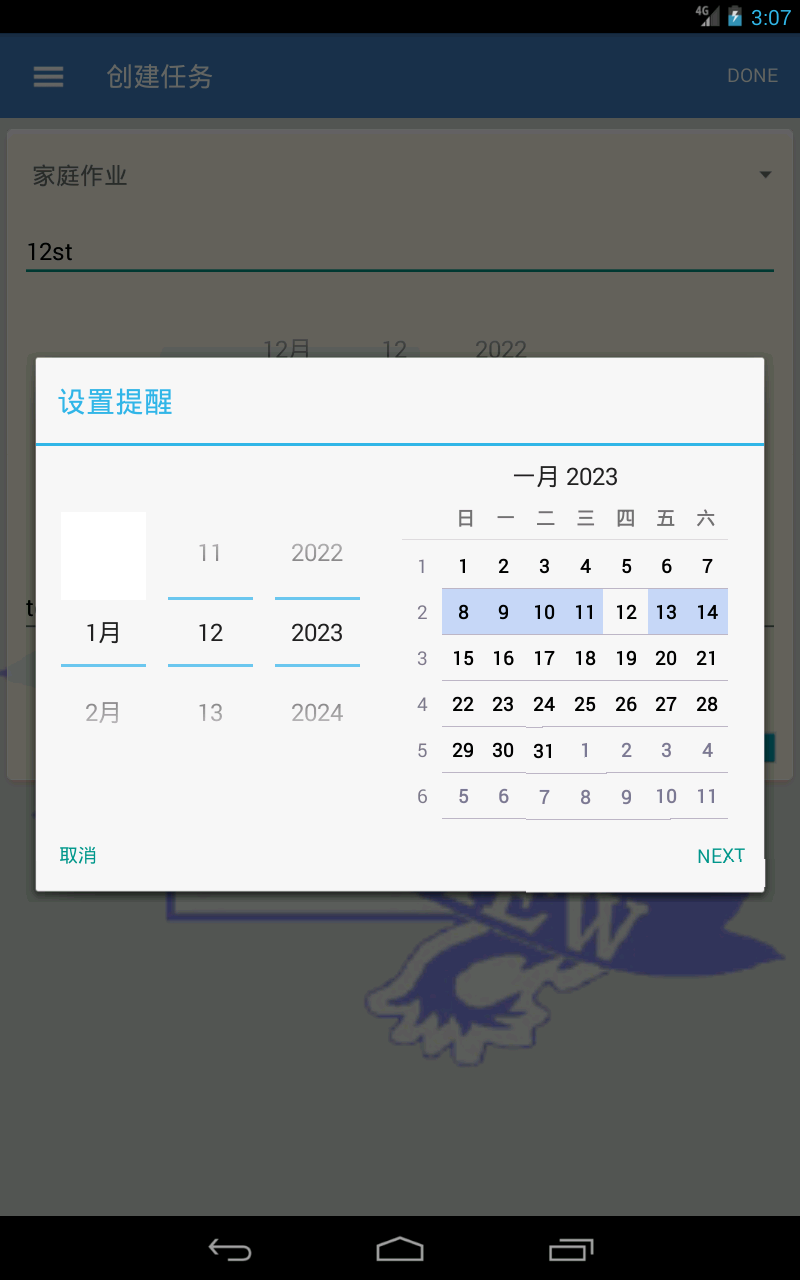 4G 3:07
创建任务 DONE
家庭作业
12st
12月 12 2022
设置提醒
一月 2023
日 一 二 三 四 五 六
11 2022
1月 12 2023
2月 13 2024
1 1 2 3 4 5 6 7
2 8 9 10 11 12 13 14
3 15 16 17 18 19 20 21
4 22 23 24 25 26 27 28
5 29 30 31 1 2 3 4
6 5 6 7 8 9 10 11
取消 NEXT
EW